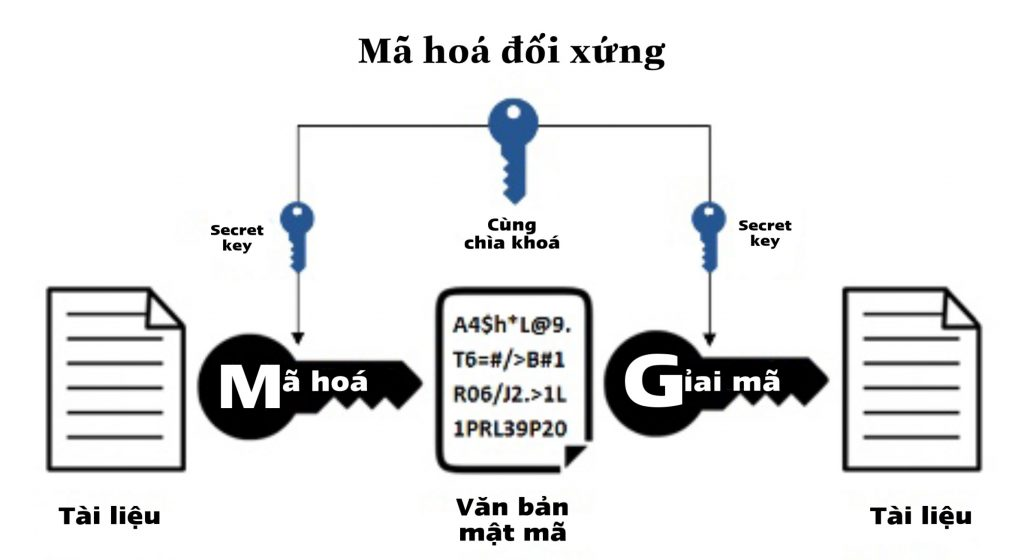 Mã hoá đối xứng
Secret
key
Cùng
chìa khoá
Secret
key
A4$h*L@9.
T6=#/>B#1
R06/J2.>1L
1PRL39P20
Mã hoá
Giải mã
Tài liệu
Văn bản
mật mã
Tài liệu